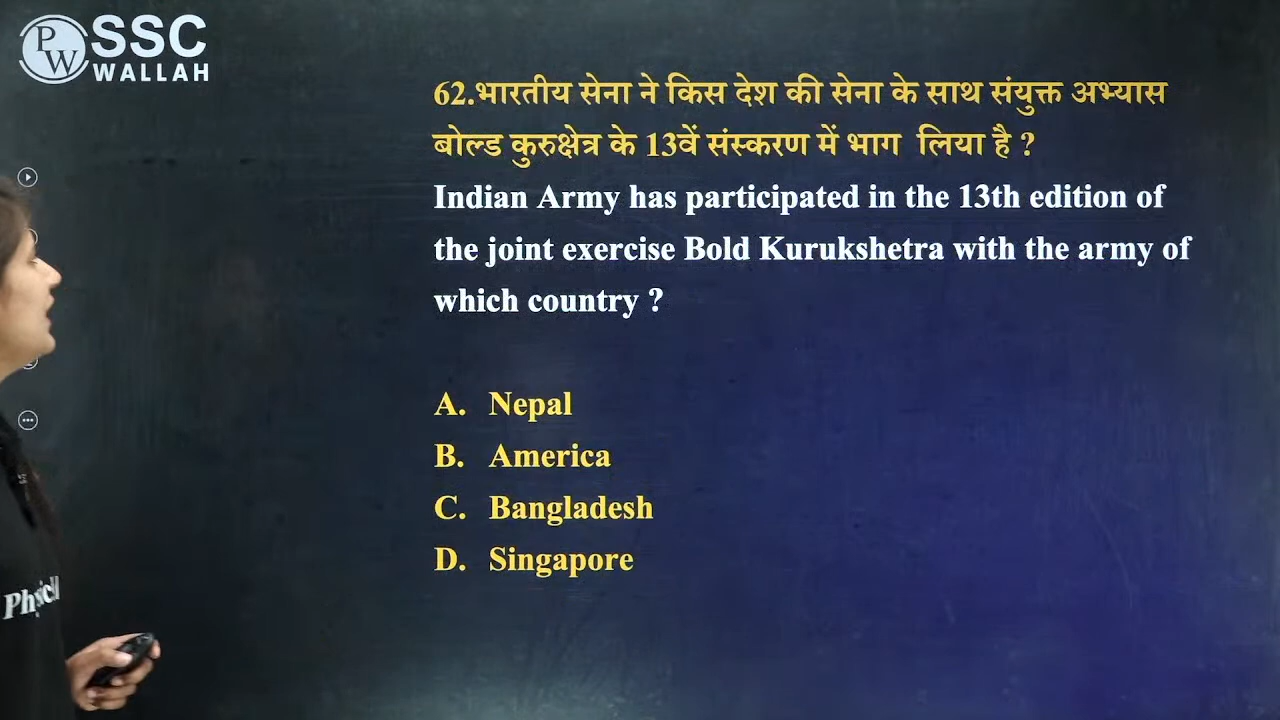 PW
SSC
WALLAH
62.भारतीय सेना ने किस देश की सेना के साथ संयुक्त अभ्यास
बोल्ड कुरुक्षेत्र के 13वें संस्करण में भाग लिया है ?
Indian Army has participated in the 13th edition of
the joint exercise Bold Kurukshetra with the army of
which country ?
A. Nepal
B. America
C. Bangladesh
D. Singapore